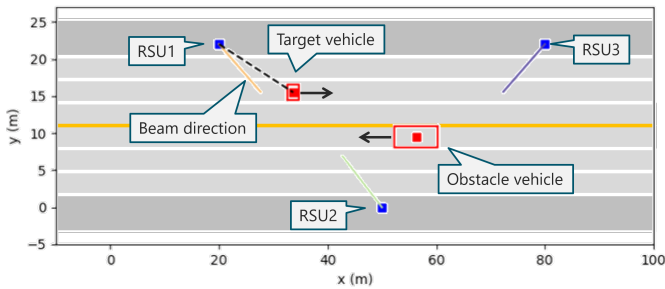 25
20
15
10
5
0
−5
y (m)
RSU1
Target vehicle
RSU3
Beam direction
Obstacle vehicle
RSU2
0
20
40
60
80
100
x (m)